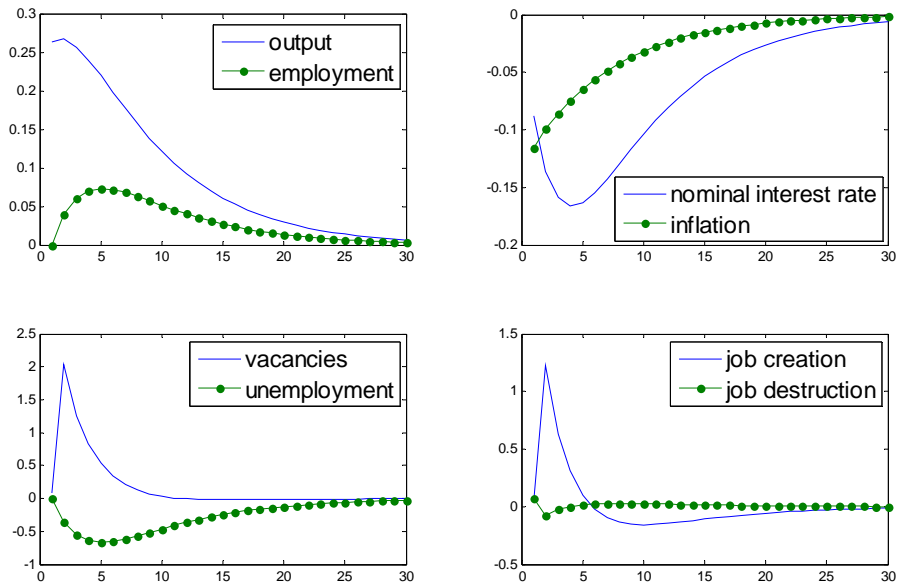 0.3
0.25
0.2
0.15
0.1
0.05
0
0 5 10 15 20 25 30
output
employment
0
-0.05
-0.1
-0.15
-0.2
0 5 10 15 20 25 30
nominal interest rate
inflation
2.5
2
1.5
1
0.5
0
-0.5
-1
0 5 10 15 20 25 30
vacancies
unemployment
1.5
1
0.5
0
-0.5
0 5 10 15 20 25 30
job creation
job destruction